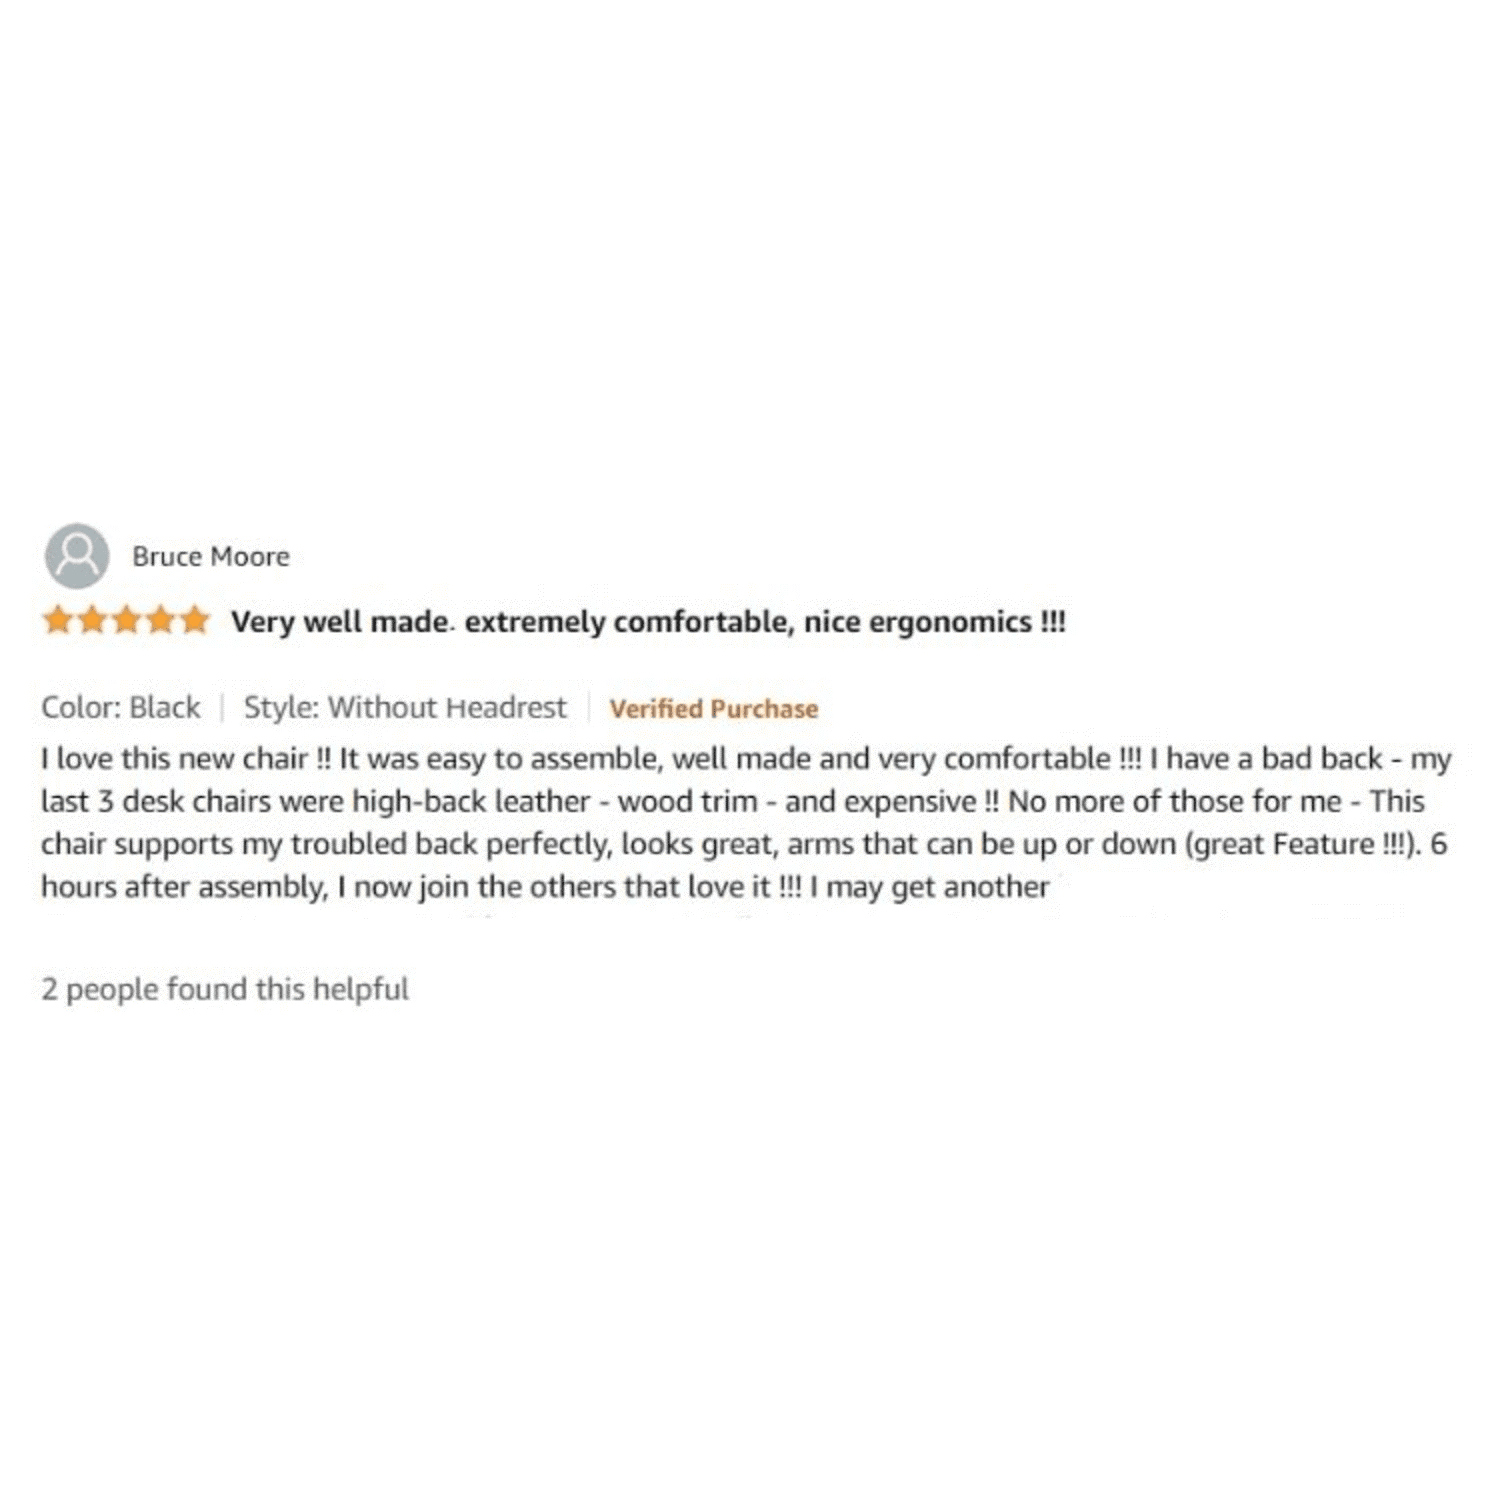 Bruce Moore
Very well made. extremely comfortable, nice ergonomics !!!
Color: Black | Style: Without Headrest | Verified Purchase
I love this new chair !! It was easy to assemble, well made and very comfortable !!! I have a bad back - my
last 3 desk chairs were high-back leather - wood trim - and expensive !! No more of those for me - This
chair supports my troubled back perfectly, looks great, arms that can be up or down (great Feature !!!). 6
hours after assembly, I now join the others that love it !!! I may get another
2 people found this helpful